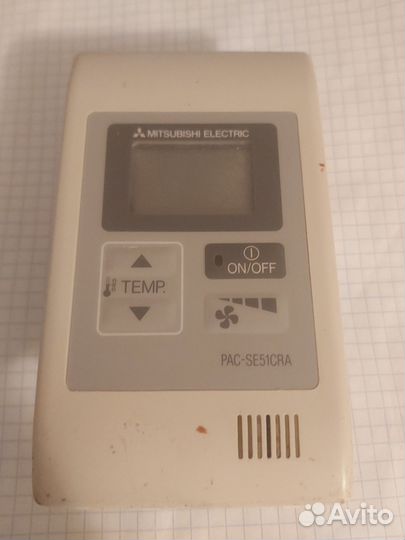 MITSUBISHI ELECTRIC
ON/OFF
TEMP.
PAC-SE51CRA
Avito